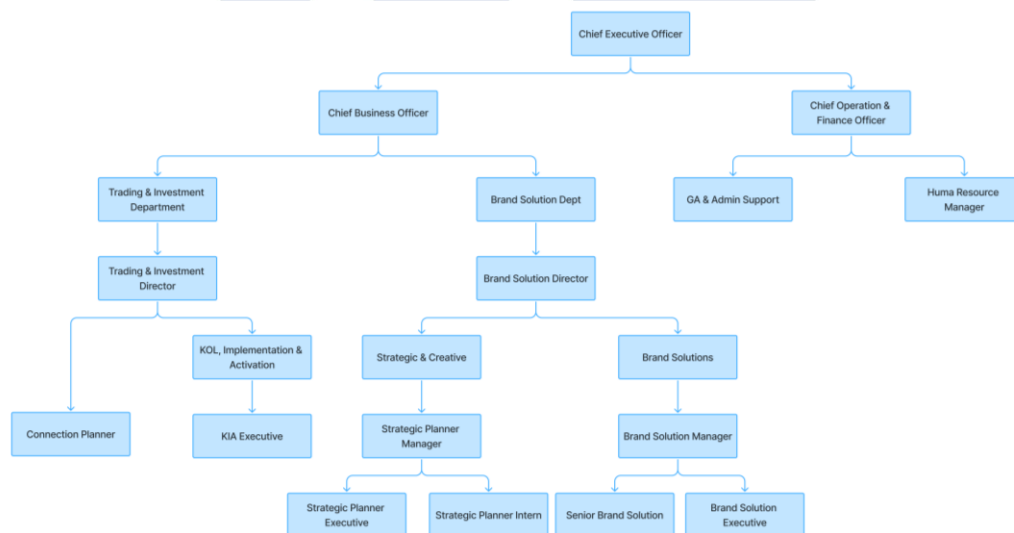 Chief Executive Officer
Chief Business Officer
Chief Operation &
Finance Officer
Trading & Investment
Department
Brand Solution Dept
GA & Admin Support
Huma Resource
Manager
Trading & Investment
Director
Brand Solution Director
KOL, Implementation &
Activation
Strategic & Creative
Brand Solutions
Connection Planner
KIA Executive
Strategic Planner
Manager
Brand Solution Manager
Strategic Planner
Executive
Strategic Planner Intern
Senior Brand Solution
Brand Solution
Executive